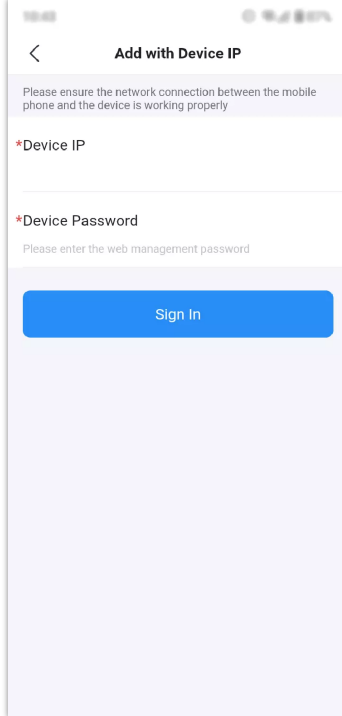 Add with Device IP
Please ensure the network connection between the mobile
phone and the device is working properly
*Device IP
*Device Password
Please enter the web management password
Sign In